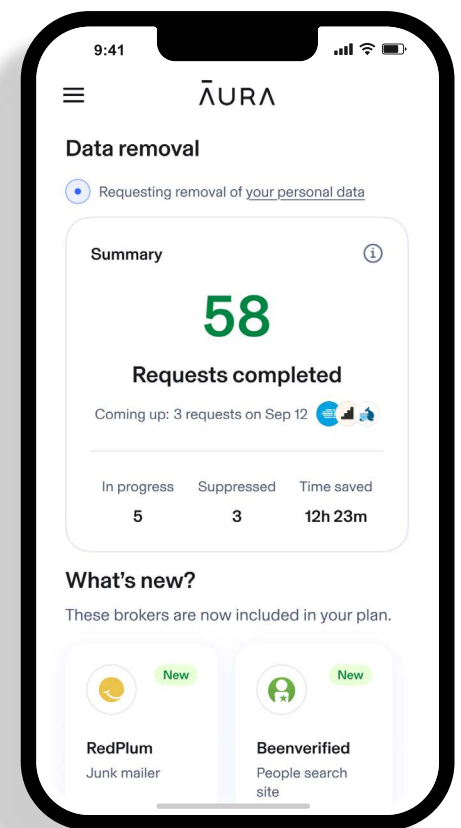 9:41
ĀURA
Data removal
Requesting removal of your personal data
Summary
58
Requests completed
Coming up: 3 requests on Sep 12
In progress Suppressed Time saved
5 3 12h 23m
What's new?
These brokers are now included in your plan.
New New
RedPlum Beenverified
Junk mailer People search
site